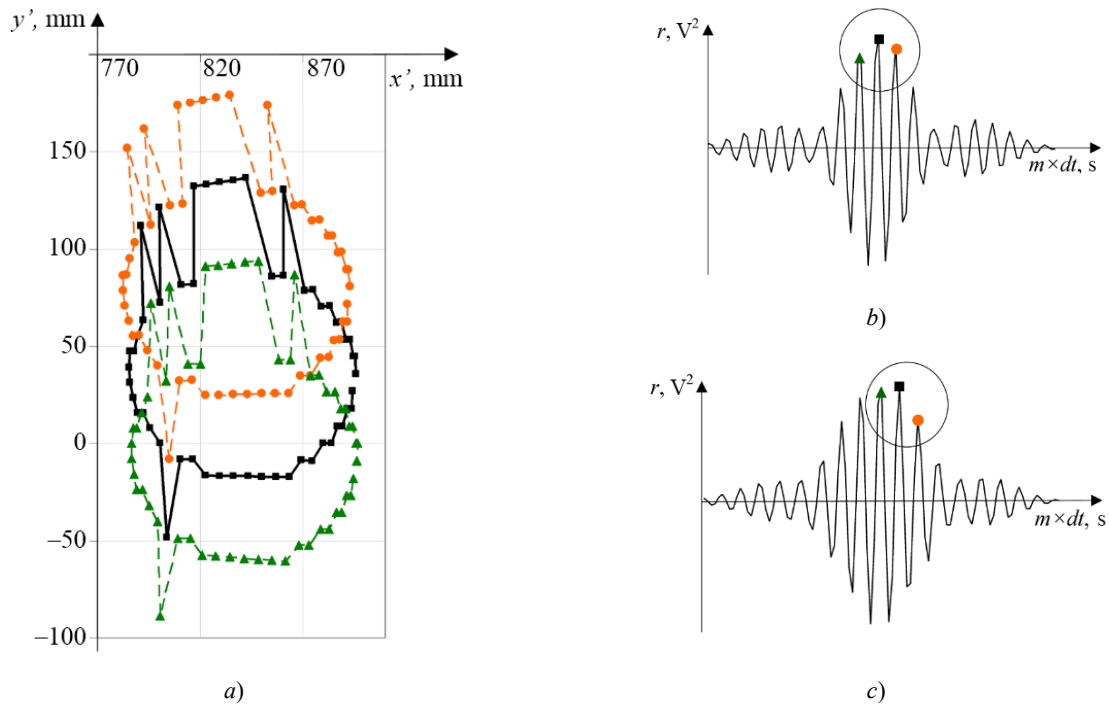 y’, mm
770 820 870
x’, mm
150
100
50
0
−50
−100
a)
r, V²
m×dt, s
b)
r, V²
m×dt, s
c)